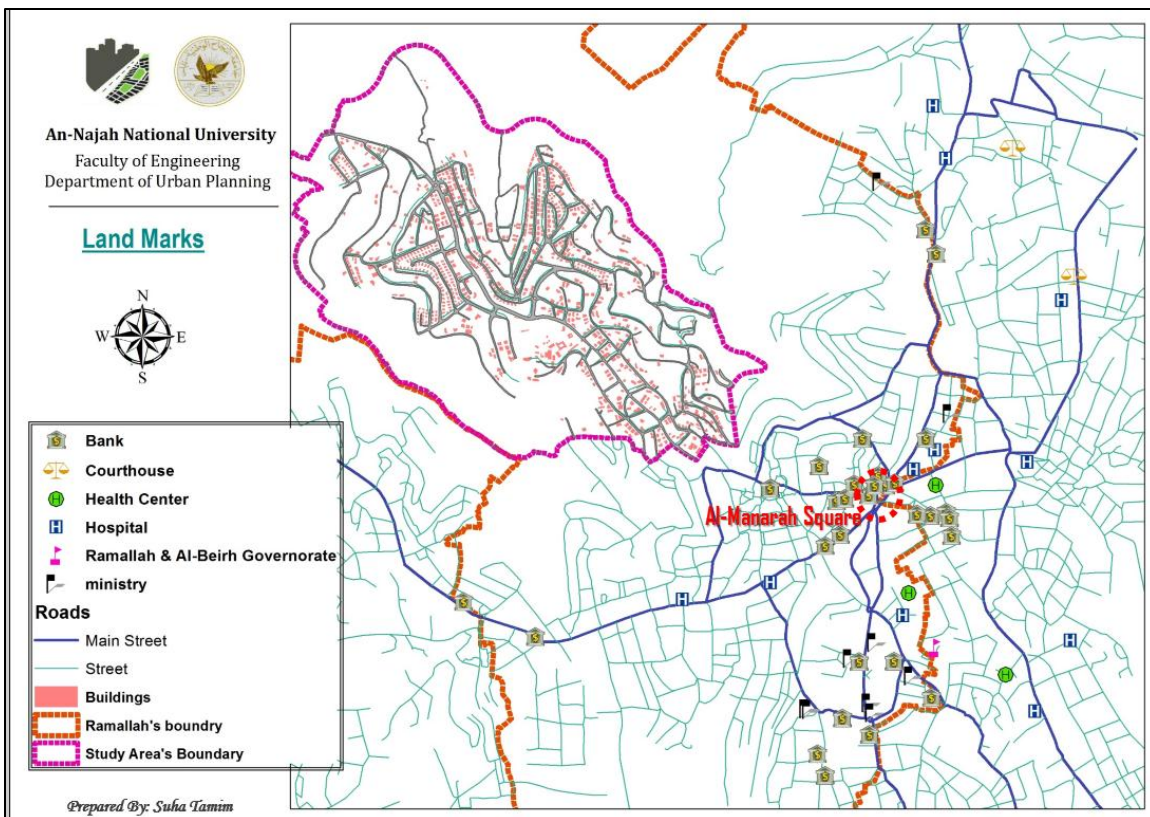 An-Najah National University
Faculty of Engineering
Department of Urban Planning
Land Marks
N
W E
S
Bank
Courthouse
Health Center
Hospital
Ramallah & Al-Beirh Governorate
ministry
Roads
Main Street
Street
Buildings
Ramallah's boundry
Study Area's Boundary
Prepared By: Suha Tamim
Al-Manarah Square